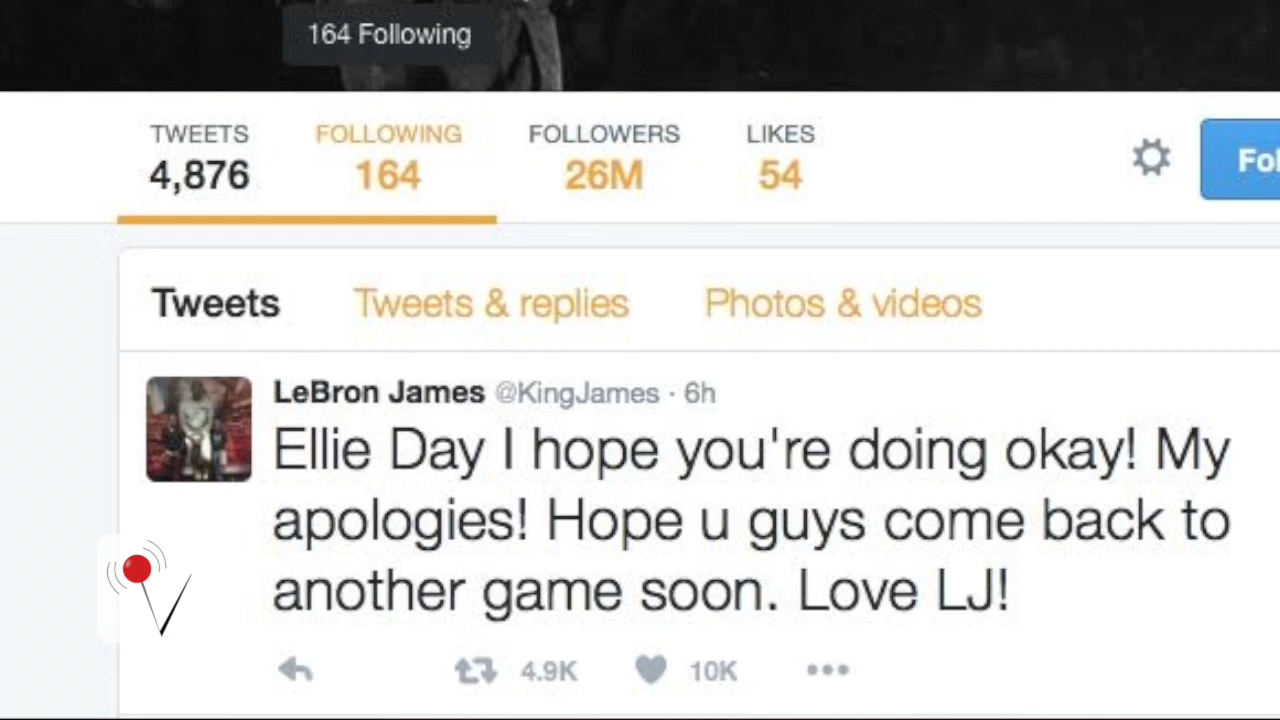 164 Following
TWEETS FOLLOWING FOLLOWERS LIKES
4,876 164 26M 54
Tweets Tweets & replies Photos & videos
LeBron James @KingJames · 6h
Ellie Day I hope you're doing okay! My
apologies! Hope u guys come back to
another game soon. Love LJ!
4.9K 10K